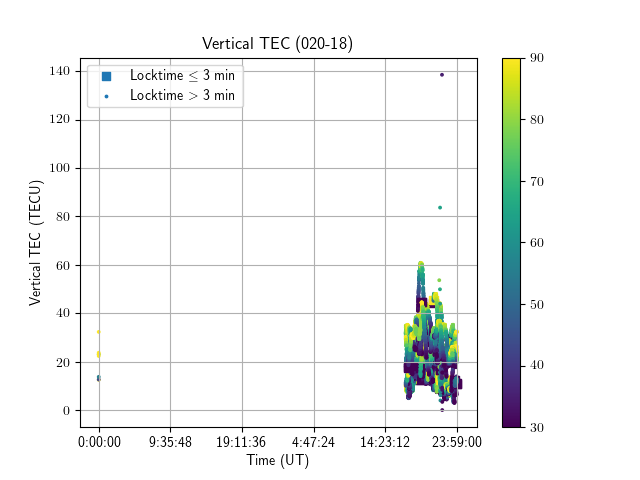 Vertical TEC (020-18)
Locktime ≤ 3 min
Locktime > 3 min
Vertical TEC (TECU)
140
120
100
80
60
40
20
0
0:00:00 9:35:48 19:11:36 4:47:24 14:23:12 23:59:00
Time (UT)
90
80
70
60
50
40
30